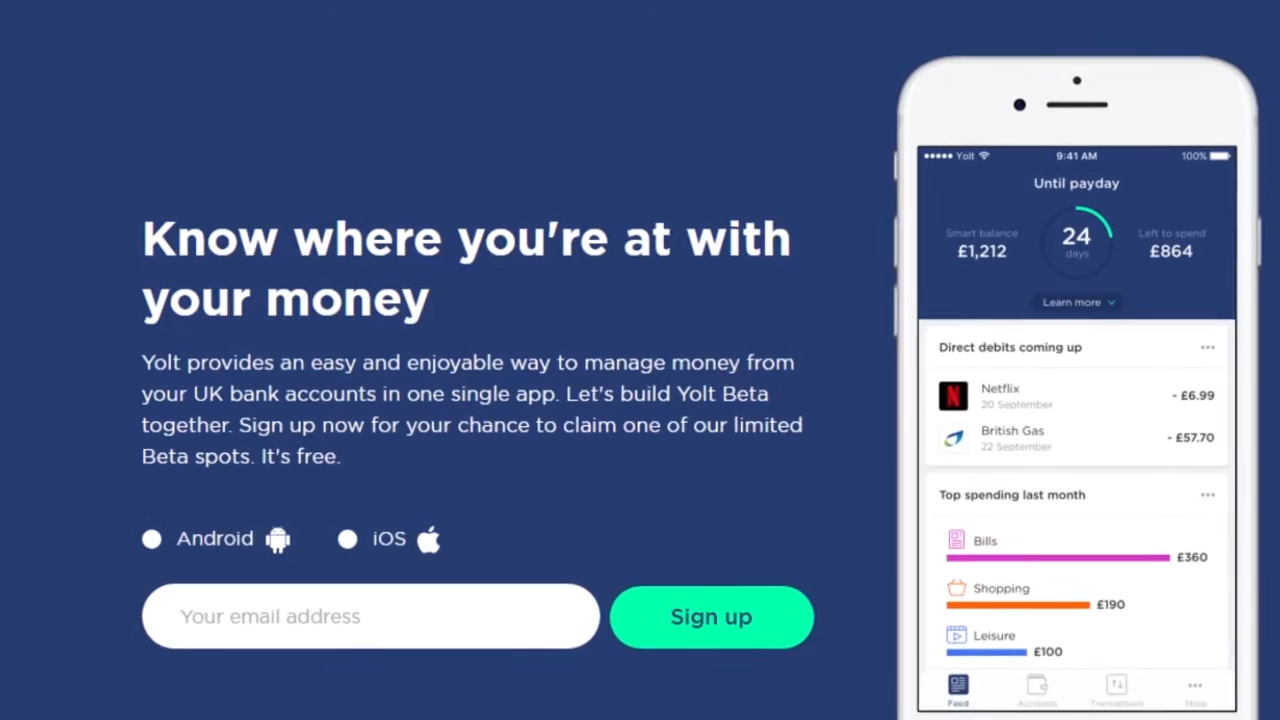 Know where you're at with
your money
Yolt provides an easy and enjoyable way to manage money from
your UK bank accounts in one single app. Let's build Yolt Beta
together. Sign up now for your chance to claim one of our limited
Beta spots. It's free.
Android
iOS
Your email address
Sign up
Yolt
9:41 AM
100%
Until payday
Smart balance
£1,212
24
days
Left to spend
£864
Learn more
Direct debits coming up
Netflix
20 September
- £6.99
British Gas
22 September
- £57.70
Top spending last month
Bills
£360
Shopping
£190
Leisure
£100
Feed
Accounts
Transactions
More